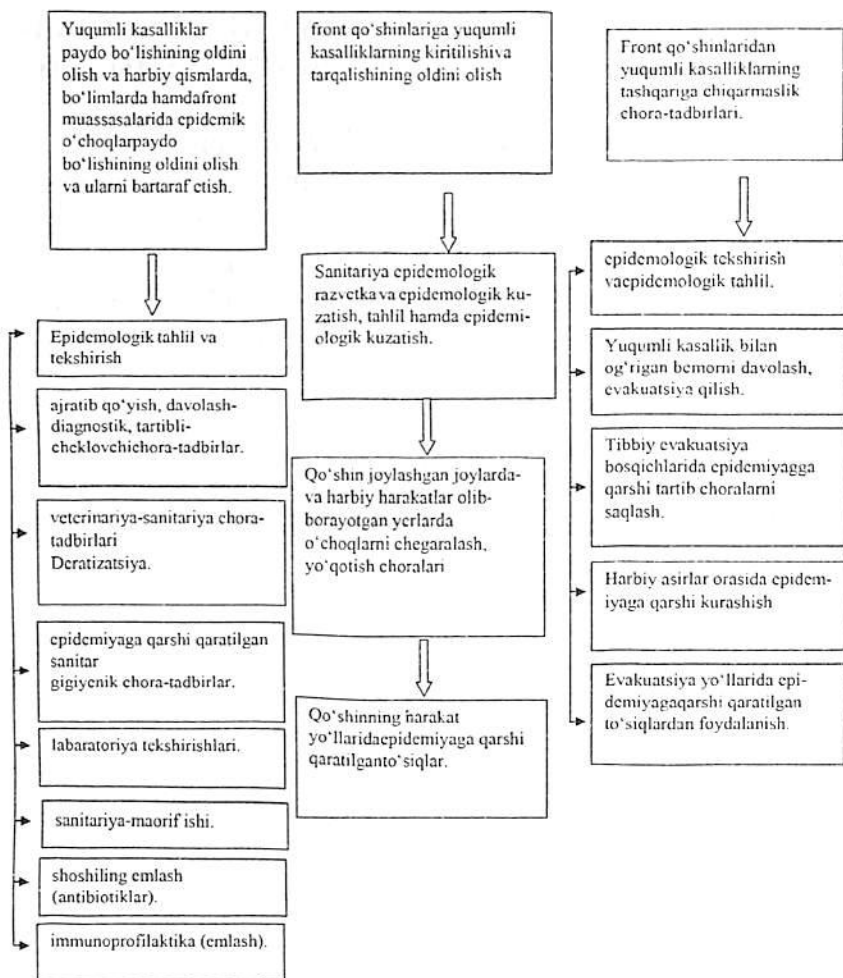 Yuqumli kasalliklar
paydo bo‘lishining oldini
olish va harbiy qismlarda,
bo‘limlarda hamdafront
muassasalarida epidemik
o‘choqlarpaydo
bo‘lishining oldini olish
va ularni bartaraf etish.
Epidemologik tahlil va
tekshirish
ajratib qo‘yish, davolash-
diagnostik, tartibli-
cheklovchichora-tadbirlar.
veterinariya-sanitariya chora-
tadbirlari
Deratizatsiya.
epidemiyaga qarshi qaratilgan
sanitar
gigiyenik chora-tadbirlar.
labaratoriya tekshirishlari.
sanitariya-maorif ishi.
shoshiling emlash
(antibiotiklar).
immunoprofilaktika (emlash).
front qo‘shinlariga yuqumli
kasalliklarning kiritilishiva
tarqalishining oldini olish
Sanitariya epidemologik
razvetka va epidemologik ku-
zatish, tahlil hamda epidemi-
ologik kuzatish.
Qo‘shin joylashgan joylarda-
va harbiy harakatlar olib-
borayotgan yerlarda
o‘choqlarni chegaralash,
yo‘qotish choralari
Qo‘shinning harakat
yo‘llaridaepidemiyaga qarshi
qaratilganto‘siqlar.
Front qo‘shinlaridan
yuqumli kasalliklarning
tashqariga chiqarmaslik
chora-tadbirlari.
epidemologik tekshirish
vaepidemologik tahlil.
Yuqumli kasallik bilan
og‘rigan bemorni davolash,
evakuatsiya qilish.
Tibbiy evakuatsiya
bosqichlarida epidemiyagga
qarshi tartib choralarni
saqlash.
Harbiy asirlar orasida epidem-
iyaga qarshi kurashish
Evakuatsiya yo‘llarida epi-
demiyagaqarshi qaratilgan
to‘siqlardan foydalanish.